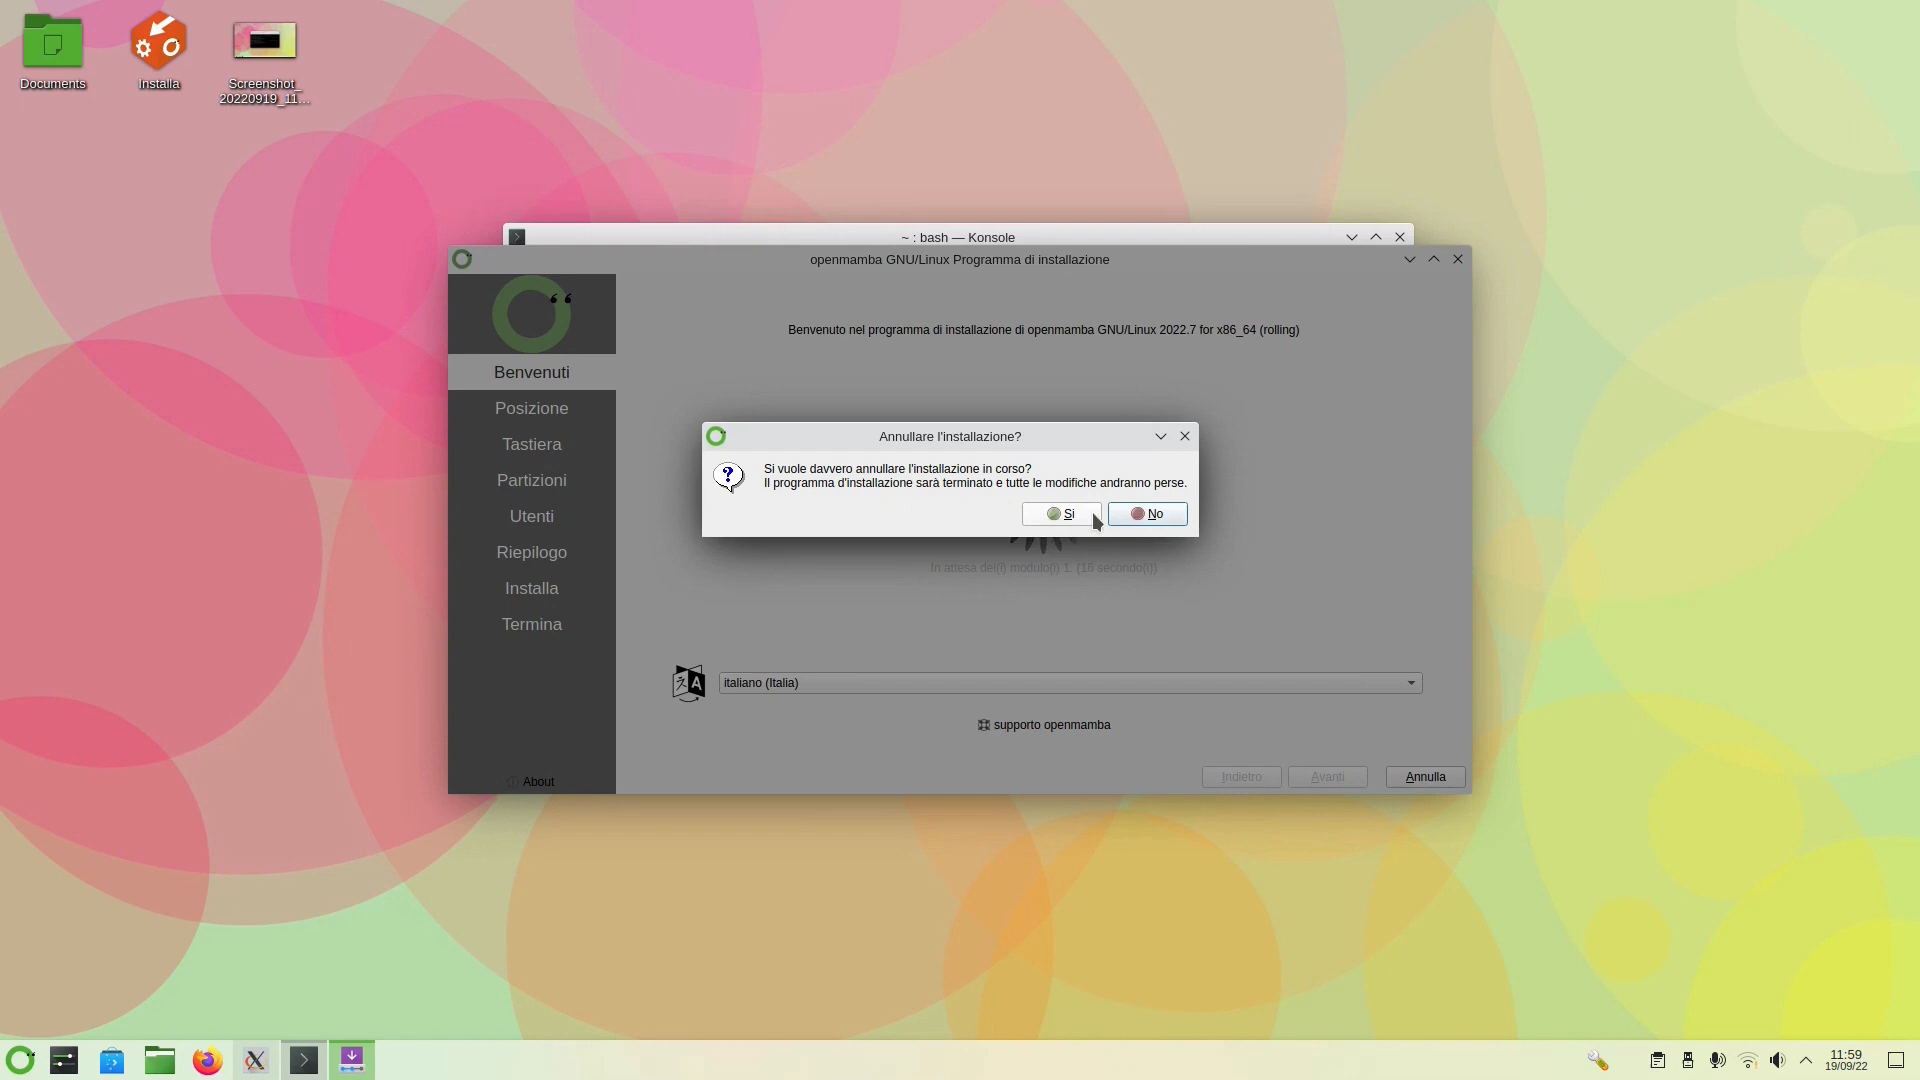 Documents
Installa
Screenshot_
20220919_11...
~ : bash — Konsole
openmamba GNU/Linux Programma di installazione
Benvenuto nel programma di installazione di openmamba GNU/Linux 2022.7 for x86_64 (rolling)
Benvenuti
Posizione
Tastiera
Partizioni
Utenti
Riepilogo
Installa
Termina
About
Annullare l'installazione?
Si vuole davvero annullare l'installazione in corso?
Il programma d'installazione sarà terminato e tutte le modifiche andranno perse.
Si
No
In attesa del(i) modulo(i) 1. (16 secondo(i))
italiano (Italia)
supporto openmamba
Indietro
Avanti
Annulla
11:59
19/09/22